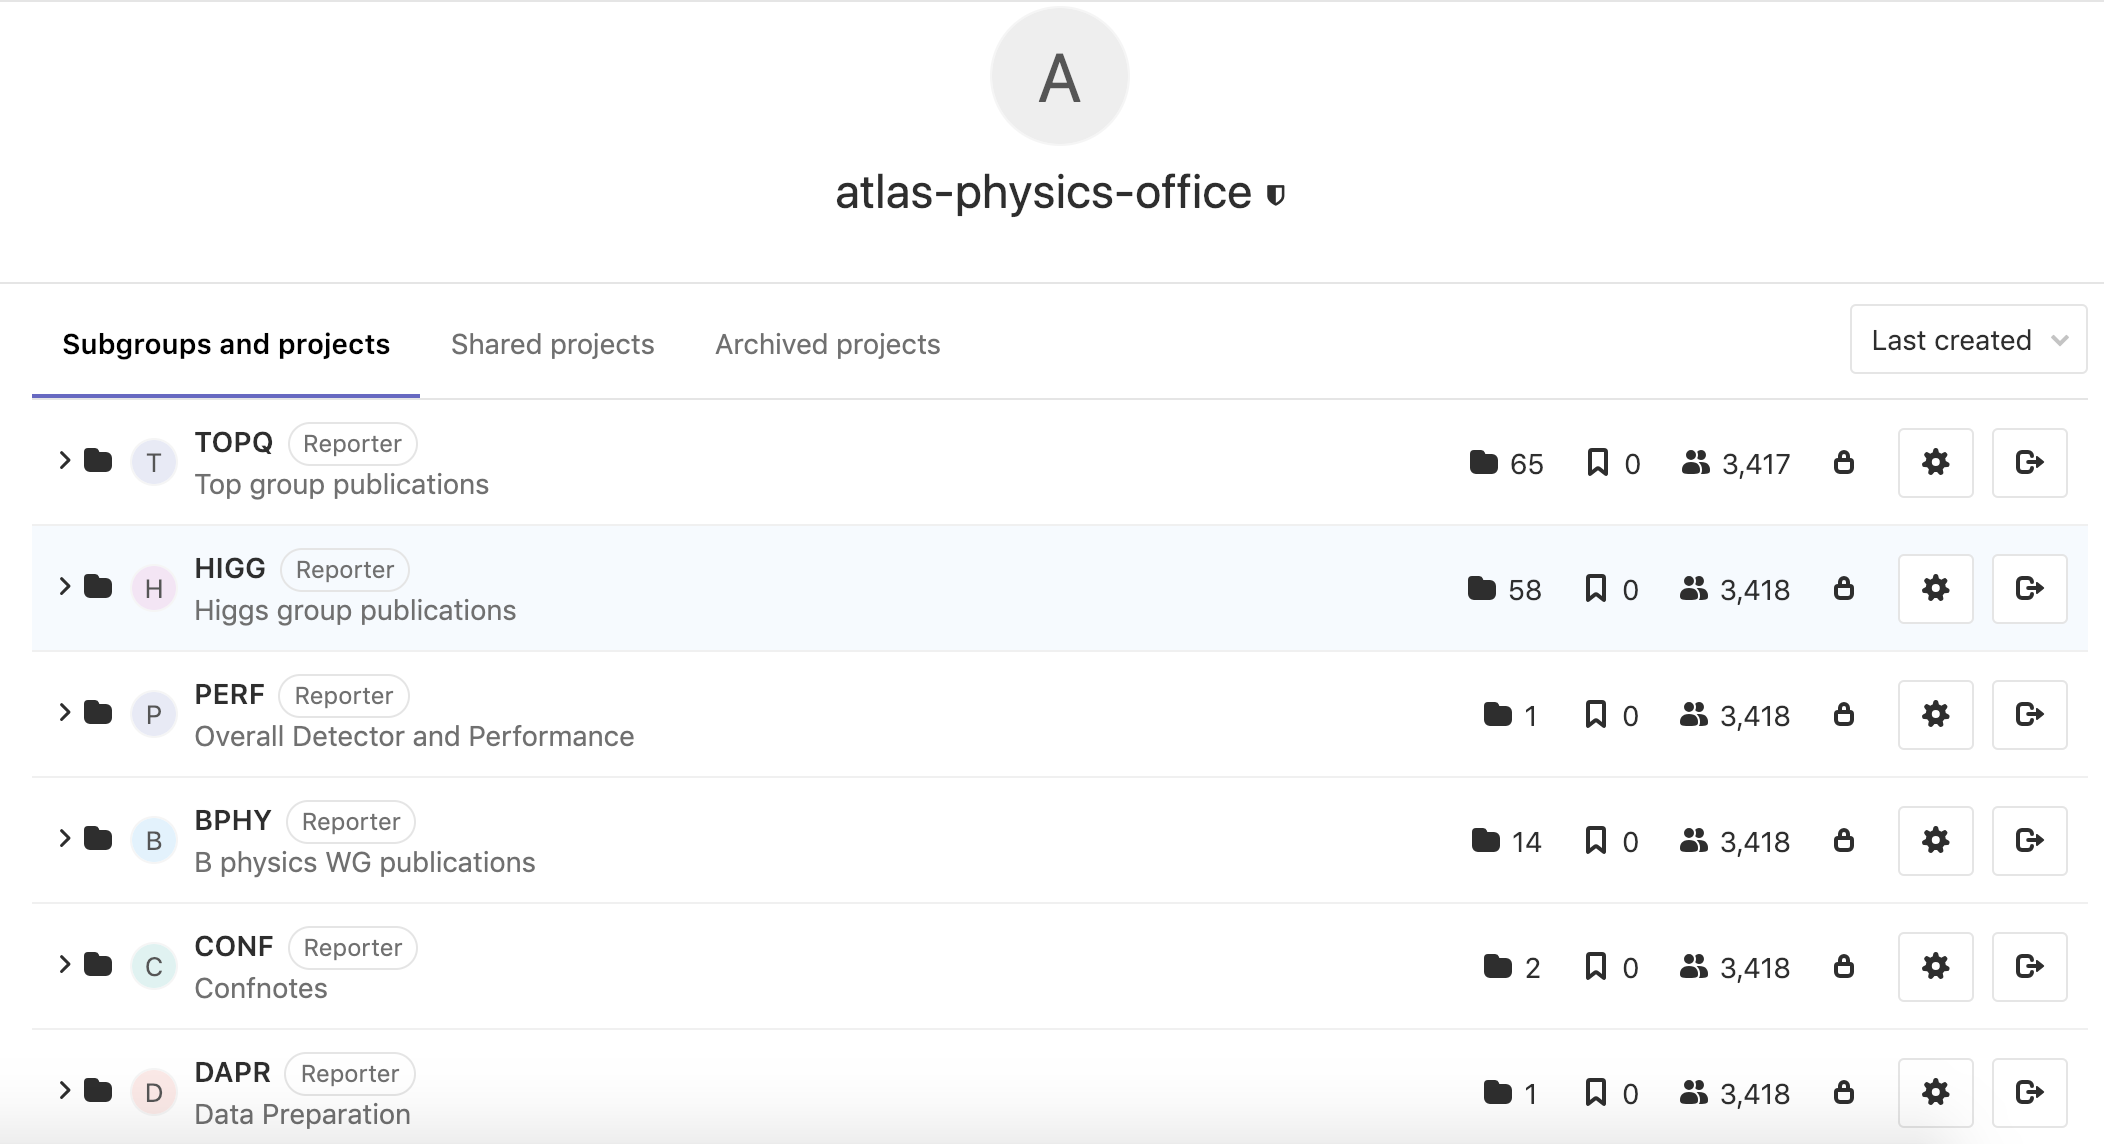 A
atlas-physics-office
Subgroups and projects Shared projects Archived projects Last created
T TOPQ Reporter 65 0 3,417
Top group publications
H HIGG Reporter 58 0 3,418
Higgs group publications
P PERF Reporter 1 0 3,418
Overall Detector and Performance
B BPHY Reporter 14 0 3,418
B physics WG publications
C CONF Reporter 2 0 3,418
Confnotes
D DAPR Reporter 1 0 3,418
Data Preparation